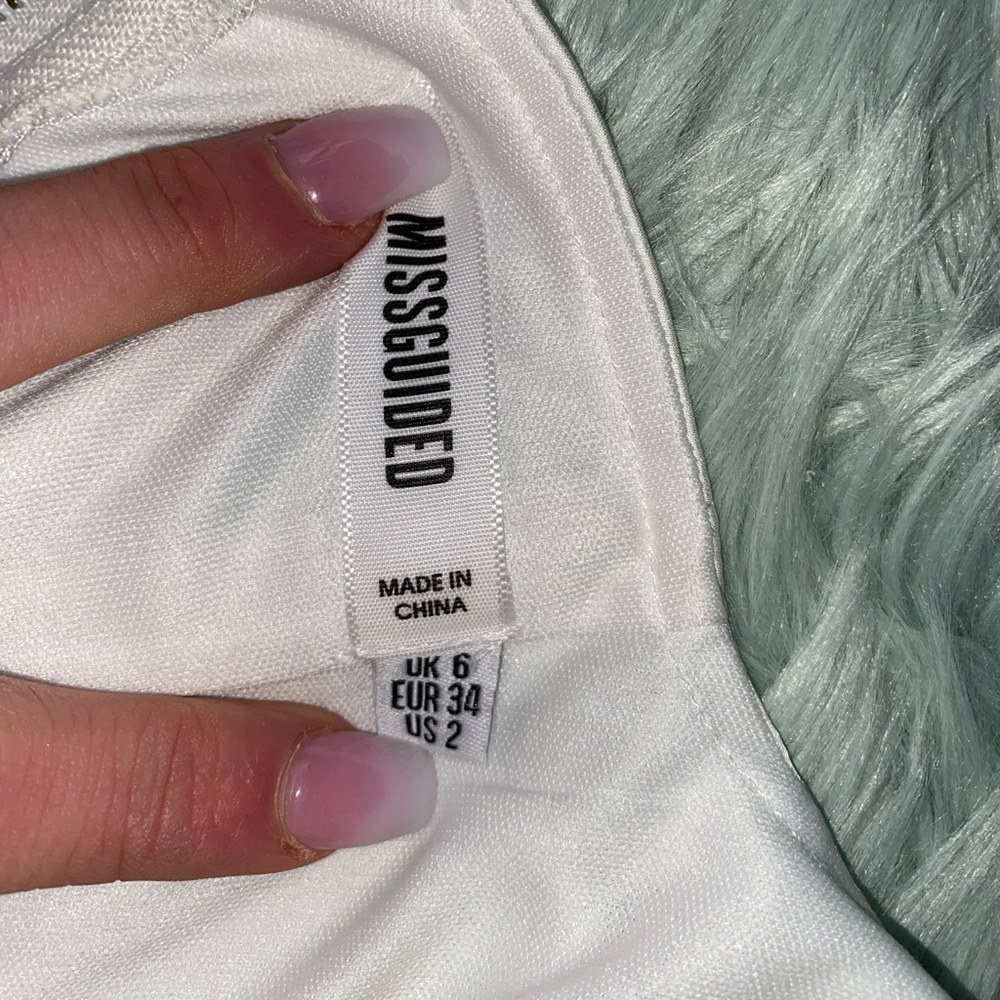 MISSGUIDED
MADE IN
CHINA
UK 6
EUR 34
US 2